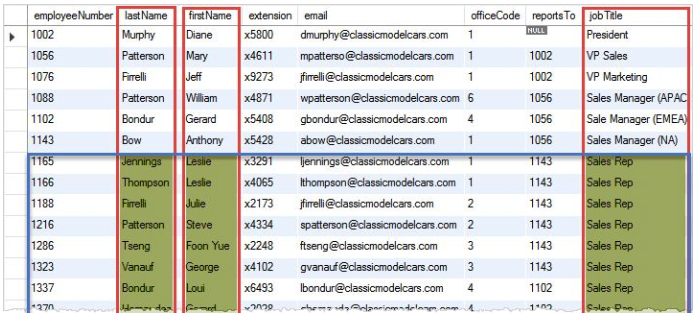 employeeNumber lastName firstName extension email officeCode reportsTo jobTitle
1002 Murphy Diane x5800 dmurphy@classicmodelcars.com 1 NULL President
1056 Patterson Mary x4611 mpatterso@classicmodelcars.com 1 1002 VP Sales
1076 Firrelli Jeff x9273 jfirrelli@classicmodelcars.com 1 1002 VP Marketing
1088 Patterson William x4871 wpatterson@classicmodelcars.com 6 1056 Sales Manager (APAC
1102 Bondur Gerard x5408 gbondur@classicmodelcars.com 4 1056 Sale Manager (EMEA)
1143 Bow Anthony x5428 abow@classicmodelcars.com 1 1056 Sales Manager (NA)
1165 Jennings Leslie x3291 ljennings@classicmodelcars.com 1 1143 Sales Rep
1166 Thompson Leslie x4065 lthompson@classicmodelcars.com 1 1143 Sales Rep
1188 Firrelli Julie x2173 jfirrelli@classicmodelcars.com 2 1143 Sales Rep
1216 Patterson Steve x4334 spatterson@classicmodelcars.com 2 1143 Sales Rep
1286 Tseng Foon Yue x2248 ftseng@classicmodelcars.com 3 1143 Sales Rep
1323 Vanauf George x4102 gvanauf@classicmodelcars.com 3 1143 Sales Rep
1337 Bondur Loui x6493 lbondur@classicmodelcars.com 4 1102 Sales Rep
1370 Gerard x2028 4 1102 Sales Rep